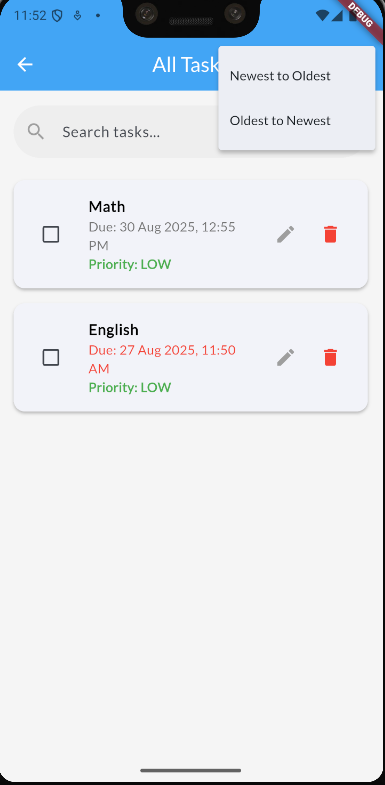 11:52
DEBUG
All Task
Newest to Oldest
Oldest to Newest
Search tasks...
Math
Due: 30 Aug 2025, 12:55
PM
Priority: LOW
English
Due: 27 Aug 2025, 11:50
AM
Priority: LOW